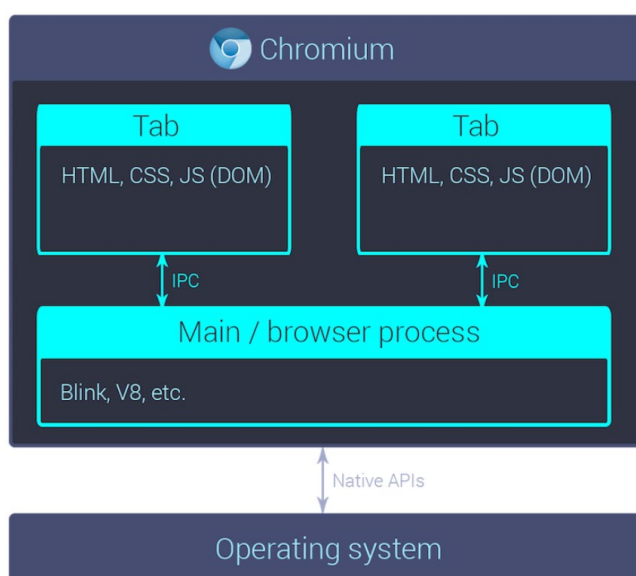 Chromium
Tab
Tab
HTML, CSS, JS (DOM)
HTML, CSS, JS (DOM)
IPC
IPC
Main / browser process
Blink, V8, etc.
Native APIs
Operating system